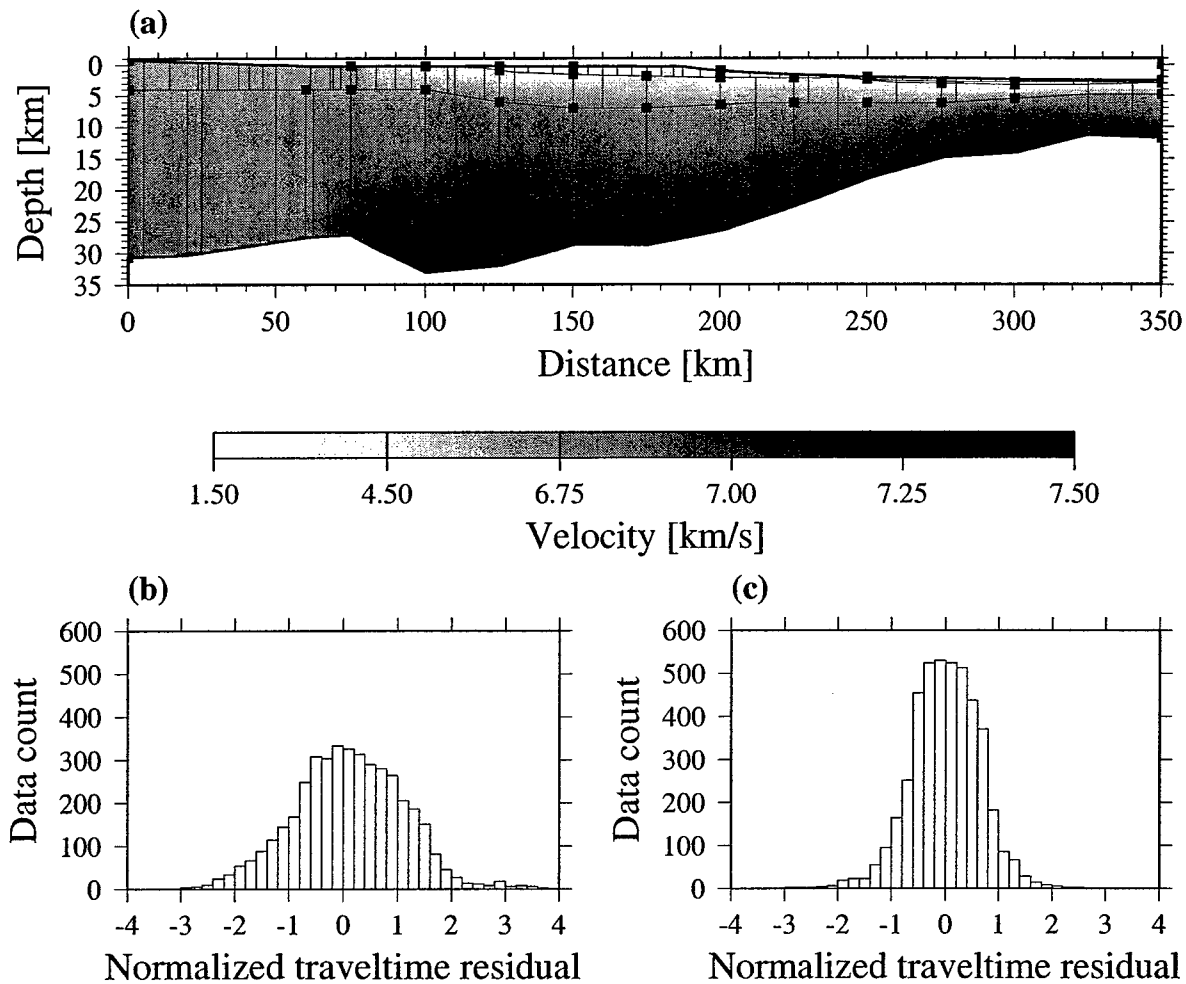 (a)
0
5
10
15
20
25
30
35
Depth [km]
0 50 100 150 200 250 300 350
Distance [km]
1.50 4.50 6.75 7.00 7.25 7.50
Velocity [km/s]
(b)
600
500
400
300
200
100
0
Data count
-4 -3 -2 -1 0 1 2 3 4
Normalized traveltime residual
(c)
600
500
400
300
200
100
0
Data count
-4 -3 -2 -1 0 1 2 3 4
Normalized traveltime residual